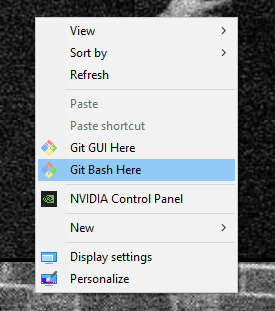 View
Sort by
Refresh
Paste
Paste shortcut
Git GUI Here
Git Bash Here
NVIDIA Control Panel
New
Display settings
Personalize